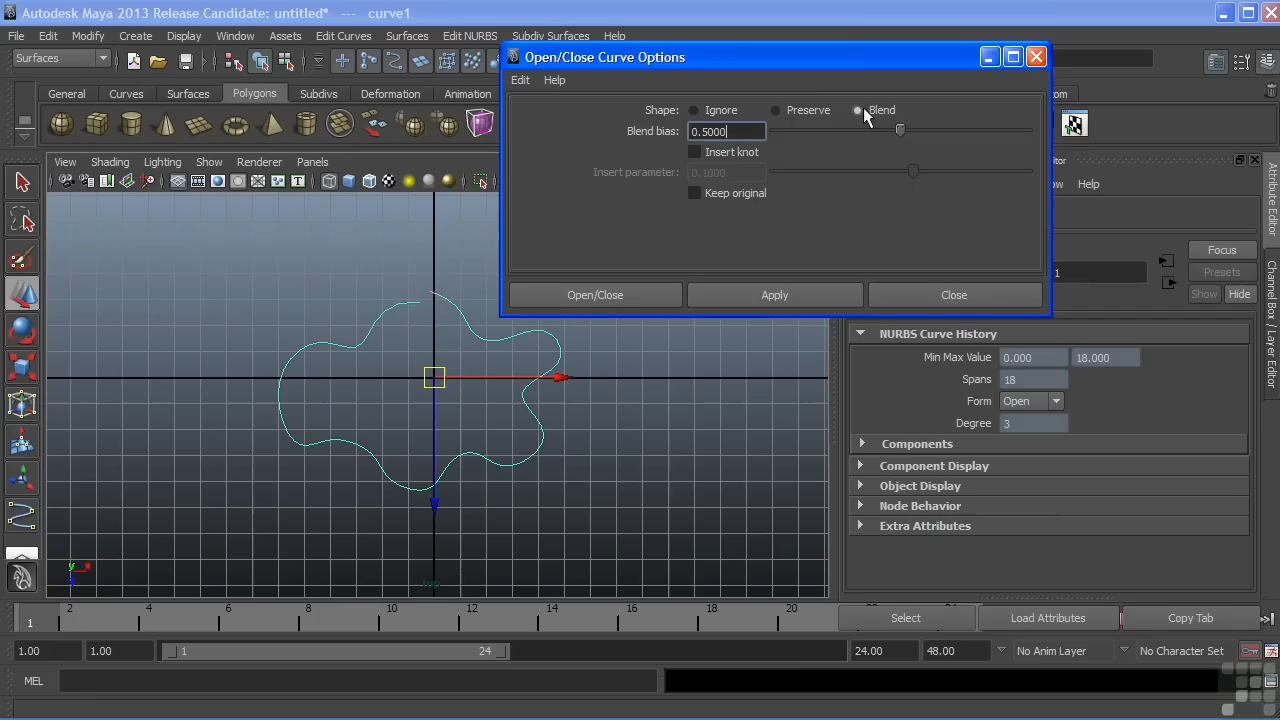 Autodesk Maya 2013 Release Candidate: untitled* --- curve1
File Edit Modify Create Display Window Assets Edit Curves Surfaces Edit NURBS Subdiv Surfaces Help
Surfaces
General Curves Surfaces Polygons Subdivs Deformation Animation
Open/Close Curve Options
Edit Help
Shape: Ignore Preserve Blend
Blend bias: 0.5000
Insert knot
Insert parameter: 0.1000
Keep original
Open/Close Apply Close
View Shading Lighting Show Renderer Panels
Help
Focus
Presets
Show Hide
NURBS Curve History
Min Max Value 0.000 18.000
Spans 18
Form Open
Degree 3
Components
Component Display
Object Display
Node Behavior
Extra Attributes
Attribute Editor
Channel Box / Layer Editor
top
y
Select Load Attributes Copy Tab
2 4 6 8 10 12 14 16 18 20
1
1.00 1.00 1 24 24.00 48.00 No Anim Layer No Character Set
MEL